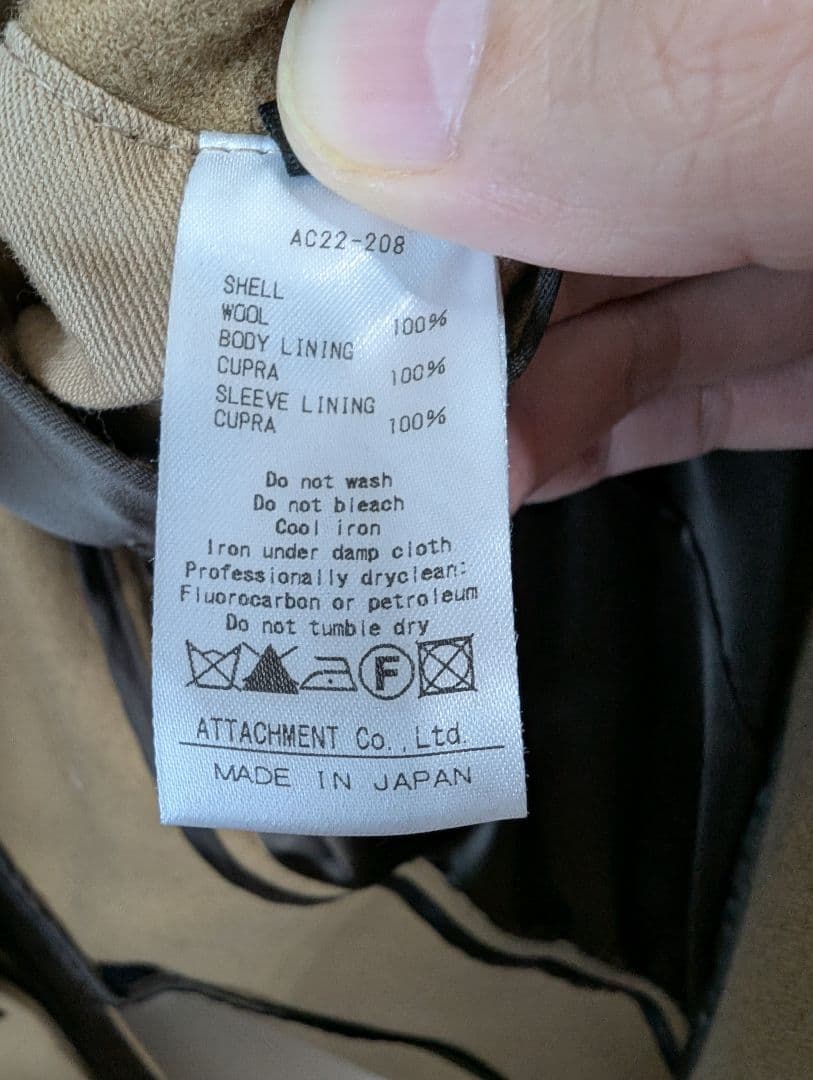 AC22-208
SHELL
WOOL 100%
BODY LINING
CUPRA 100%
SLEEVE LINING
CUPRA 100%
Do not wash
Do not bleach
Cool iron
Iron under damp cloth
Professionally dryclean:
Fluorocarbon or petroleum
Do not tumble dry
F
ATTACHMENT Co.,Ltd.
MADE IN JAPAN